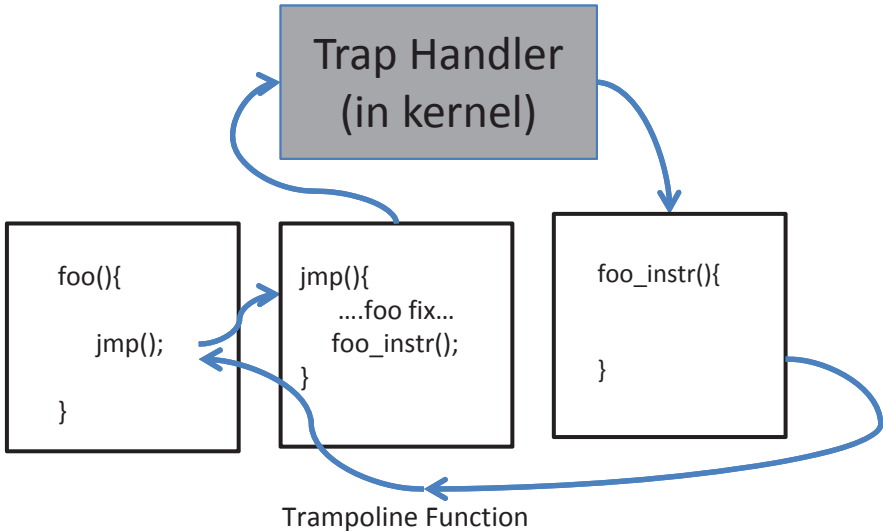 Trap Handler
(in kernel)
foo(){
jmp();
}
jmp(){
....foo fix...
foo_instr();
}
foo_instr(){
}
Trampoline Function